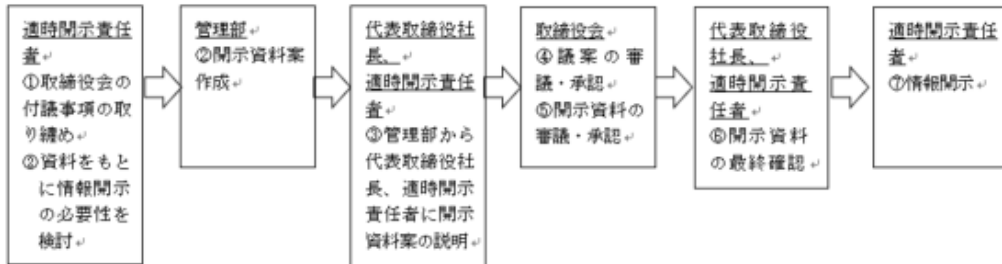 適時開示責任
者
①取締役会の
付議事項の取
り纏め
②資料をもと
に情報開示
の必要性を
検討
管理部
②開示資料案
作成
代表取締役社
長、
適時開示責任
者
③管理部から
代表取締役社
長、適時開示
責任者に開示
資料案の説明
取締役会
④議案の審
議・承認
⑤開示資料の
審議・承認
代表取締役
社長、
適時開示責
任者
⑥開示資料
の最終確認
適時開示責任
者
⑦情報開示